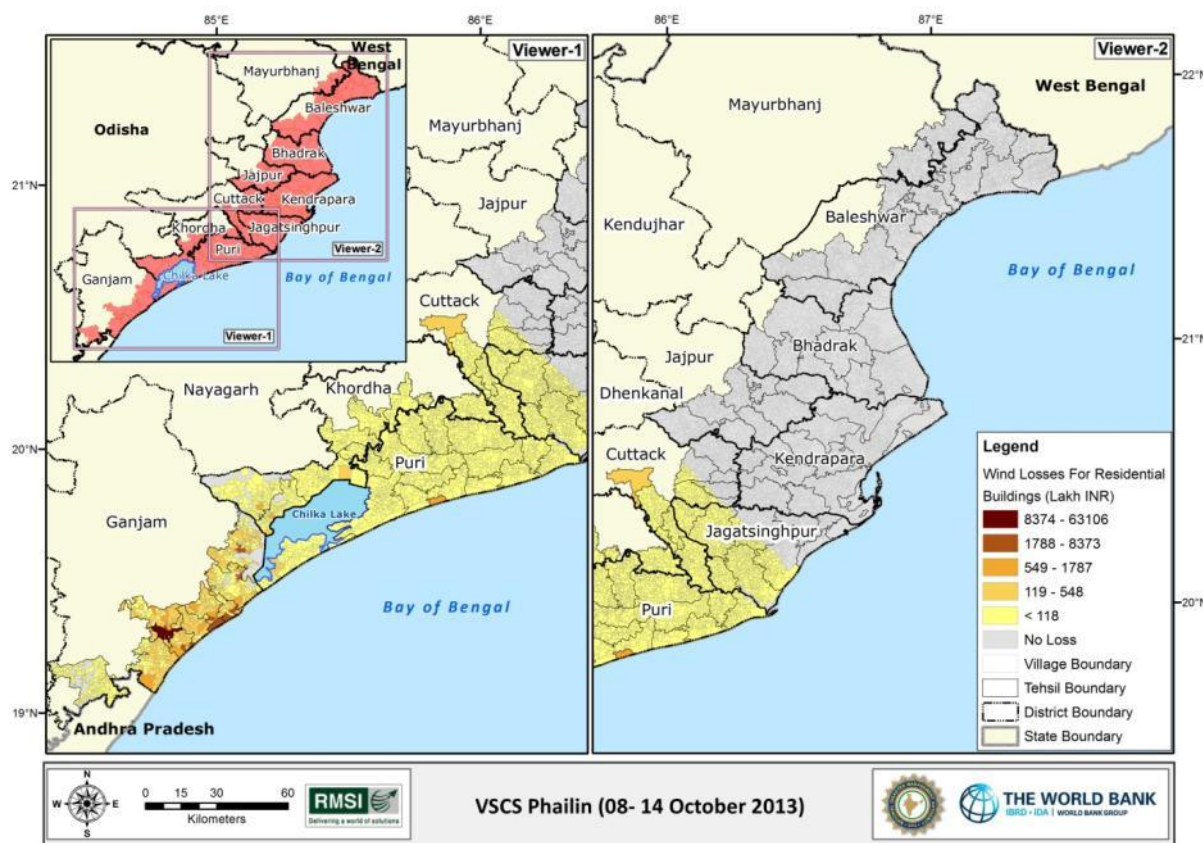 85°E
86°E
86°E
87°E
Viewer-1
Viewer-2
22°N
21°N
21°N
20°N
20°N
19°N
West
Bengal
Mayurbhanj
Baleshwar
Odisha
Bhadrak
Jajpur
Cuttack
Kendrapara
Khordha
Jagatsinghpur
Puri
Viewer-2
Ganjam
Chilka Lake
Bay of Bengal
Viewer-1
Mayurbhanj
Jajpur
Cuttack
Nayagarh
Khordha
Puri
Ganjam
Chilka Lake
Bay of Bengal
Andhra Pradesh
West Bengal
Mayurbhanj
Kendujhar
Baleshwar
Bay of Bengal
Bhadrak
Jajpur
Dhenkanal
Cuttack
Kendrapara
Jagatsinghpur
Puri
Legend
Wind Losses For Residential
Buildings (Lakh INR)
8374 - 63106
1788 - 8373
549 - 1787
119 - 548
< 118
No Loss
Village Boundary
Tehsil Boundary
District Boundary
State Boundary
N
W E
S
0 15 30 60
Kilometers
RMSI
Delivering a world of solutions
VSCS Phailin (08- 14 October 2013)
THE WORLD BANK
IBRD • IDA | WORLD BANK GROUP